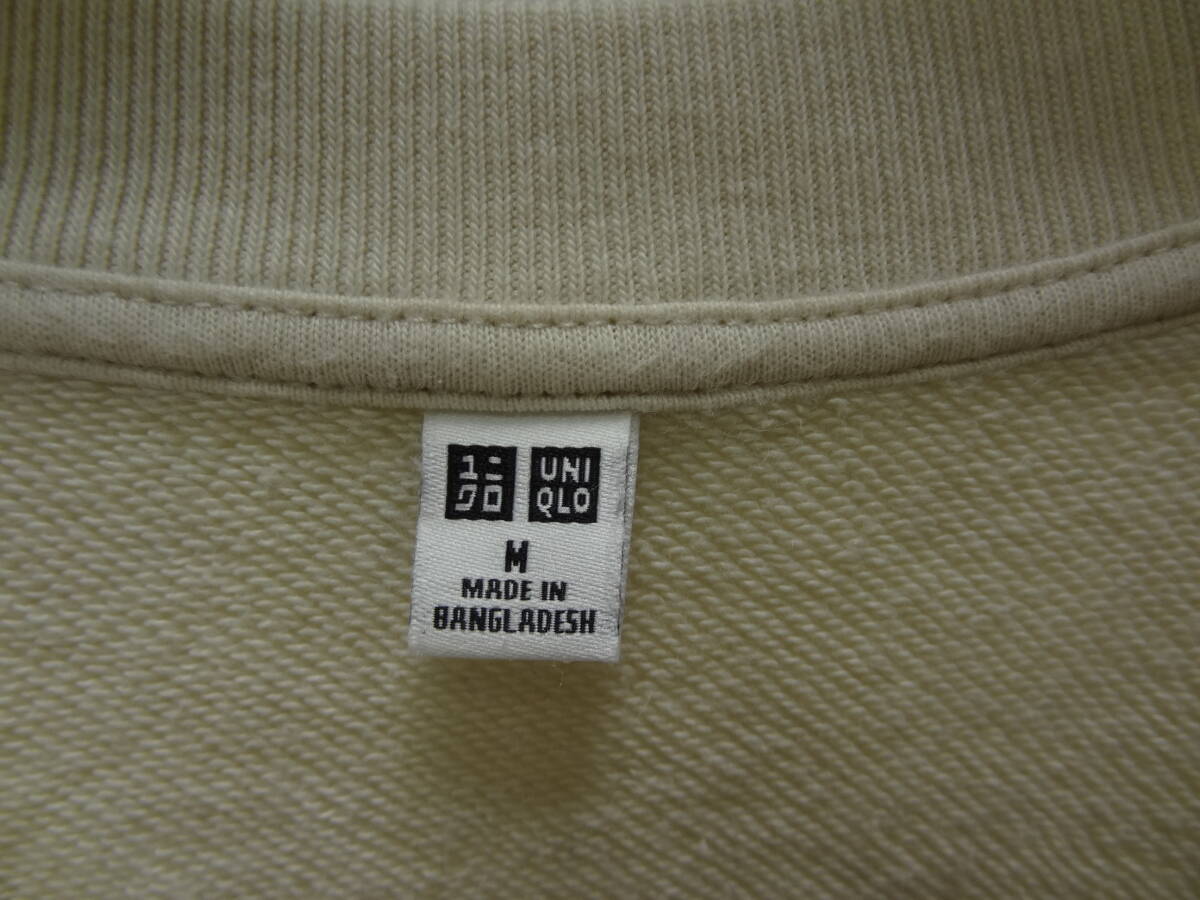 ユニ UNI
クロ QLO
M
MADE IN
BANGLADESH